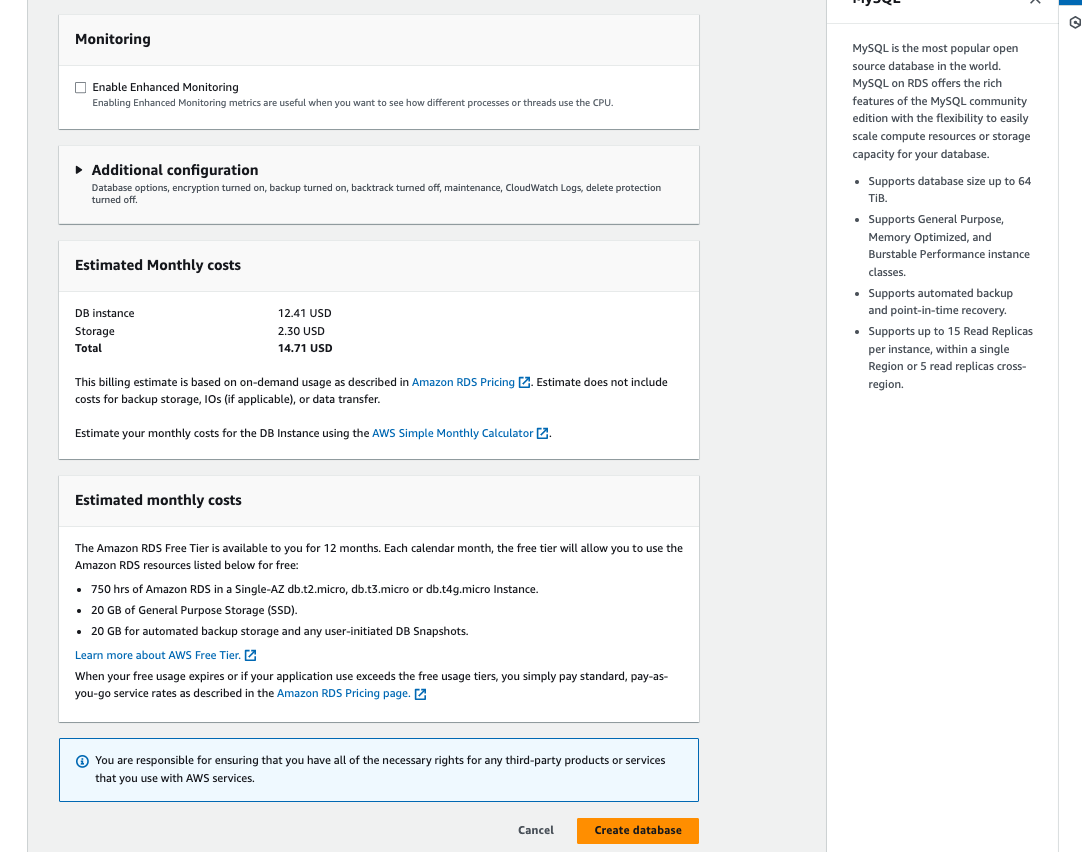 Monitoring
Enable Enhanced Monitoring
Enabling Enhanced Monitoring metrics are useful when you want to see how different processes or threads use the CPU.
Additional configuration
Database options, encryption turned on, backup turned on, backtrack turned off, maintenance, CloudWatch Logs, delete protection
turned off.
Estimated Monthly costs
DB instance 12.41 USD
Storage 2.30 USD
Total 14.71 USD
This billing estimate is based on on-demand usage as described in Amazon RDS Pricing. Estimate does not include
costs for backup storage, IOs (if applicable), or data transfer.
Estimate your monthly costs for the DB Instance using the AWS Simple Monthly Calculator.
Estimated monthly costs
The Amazon RDS Free Tier is available to you for 12 months. Each calendar month, the free tier will allow you to use the
Amazon RDS resources listed below for free:
• 750 hrs of Amazon RDS in a Single-AZ db.t2.micro, db.t3.micro or db.t4g.micro Instance.
• 20 GB of General Purpose Storage (SSD).
• 20 GB for automated backup storage and any user-initiated DB Snapshots.
Learn more about AWS Free Tier.
When your free usage expires or if your application use exceeds the free usage tiers, you simply pay standard, pay-as-
you-go service rates as described in the Amazon RDS Pricing page.
You are responsible for ensuring that you have all of the necessary rights for any third-party products or services
that you use with AWS services.
Cancel Create database
MySQL
MySQL is the most popular open
source database in the world.
MySQL on RDS offers the rich
features of the MySQL community
edition with the flexibility to easily
scale compute resources or storage
capacity for your database.
• Supports database size up to 64
TiB.
• Supports General Purpose,
Memory Optimized, and
Burstable Performance instance
classes.
• Supports automated backup
and point-in-time recovery.
• Supports up to 15 Read Replicas
per instance, within a single
Region or 5 read replicas cross-
region.